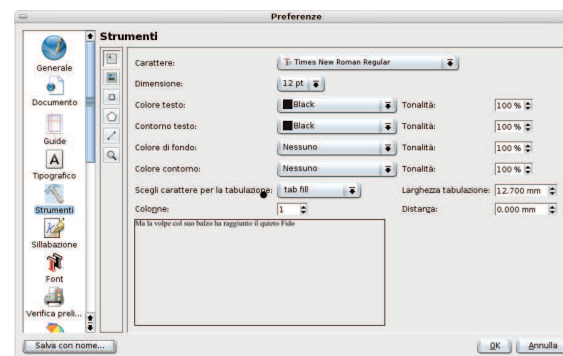 Preferenze
Strumenti
Generale
Documento
Guide
A
Tipografico
Strumenti
Sillabazione
Font
Verifica preli...
Carattere:
Times New Roman Regular
Dimensione:
12 pt
Colore testo:
Black
Tonalità:
100 %
Contorno testo:
Black
Tonalità:
100 %
Colore di fondo:
Nessuno
Tonalità:
100 %
Colore contorno:
Nessuno
Tonalità:
100 %
Scegli carattere per la tabulazione:
tab fill
Larghezza tabulazione:
12.700 mm
Colonne:
1
Distanza:
0.000 mm
Ma la volpe col suo balzo ha raggiunto il quieto Fido
Salva con nome...
OK
Annulla